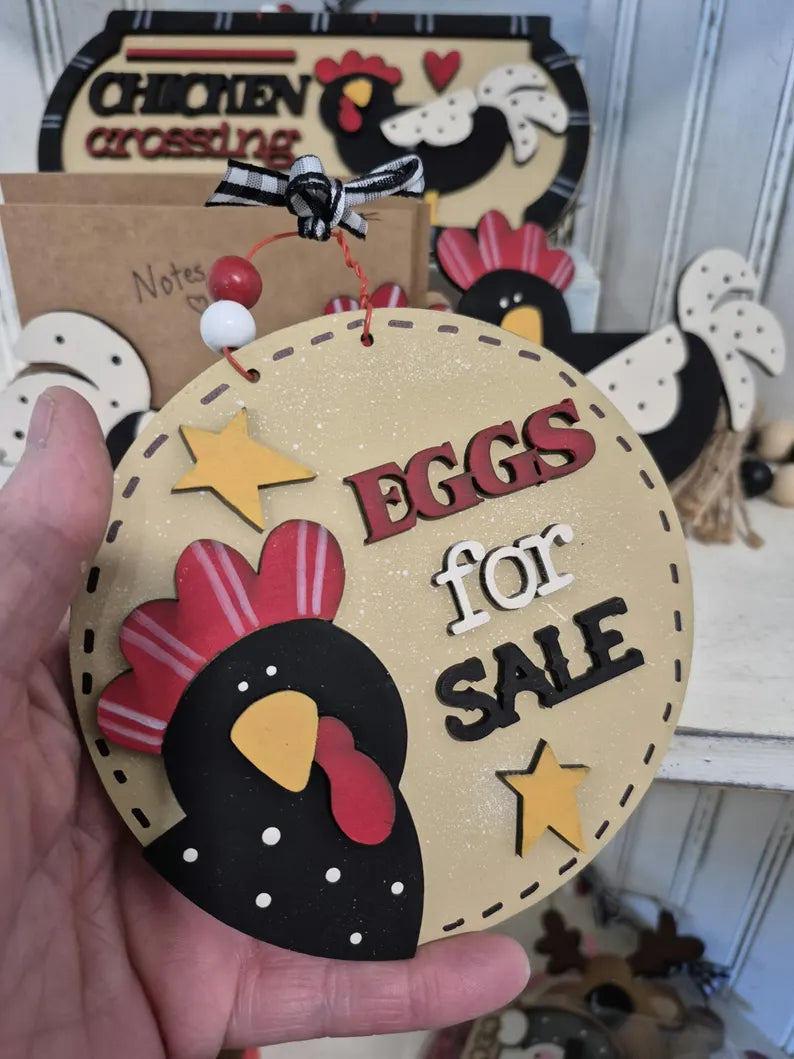 CHICKEN
crossing
Notes
EGGS
for
SALE